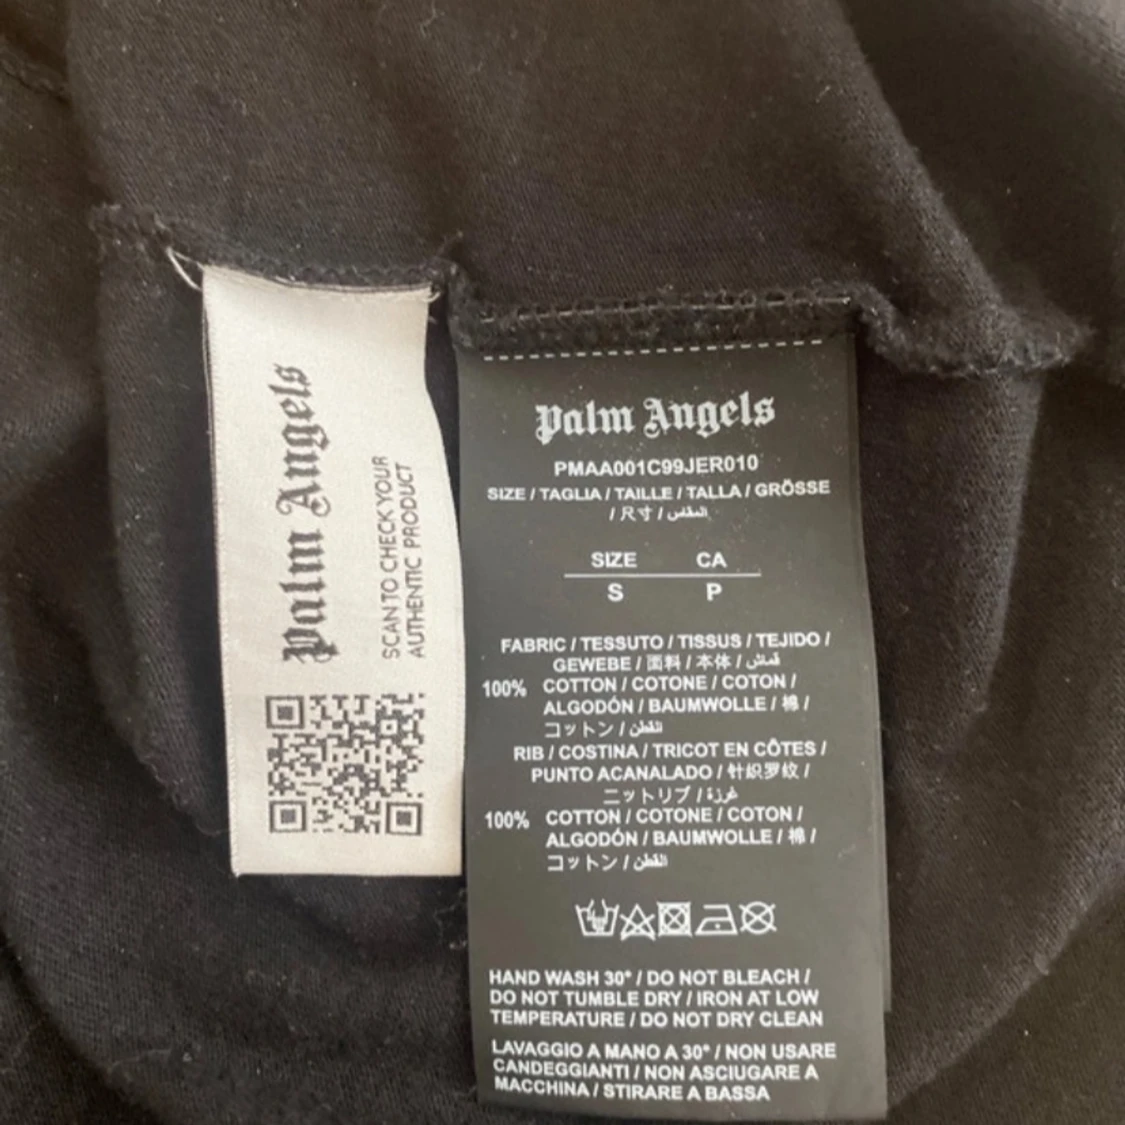 Palm Angels
SCAN TO CHECK YOUR
AUTHENTIC PRODUCT
Palm Angels
PMAA001C99JER010
SIZE / TAGLIA / TAILLE / TALLA / GRÖSSE
/ 尺寸 / المقاس
SIZE CA
S P
FABRIC / TESSUTO / TISSUS / TEJIDO /
GEWEBE / 面料 / 本体 / قماش
100% COTTON / COTONE / COTON /
ALGODÓN / BAUMWOLLE / 棉 /
コットン / القطن
RIB / COSTINA / TRICOT EN CÔTES /
PUNTO ACANALADO / 针织罗纹 /
ニットリブ / غرزة
100% COTTON / COTONE / COTON /
ALGODÓN / BAUMWOLLE / 棉 /
コットン / القطن
HAND WASH 30° / DO NOT BLEACH /
DO NOT TUMBLE DRY / IRON AT LOW
TEMPERATURE / DO NOT DRY CLEAN
LAVAGGIO A MANO A 30° / NON USARE
CANDEGGIANTI / NON ASCIUGARE A
MACCHINA / STIRARE A BASSA